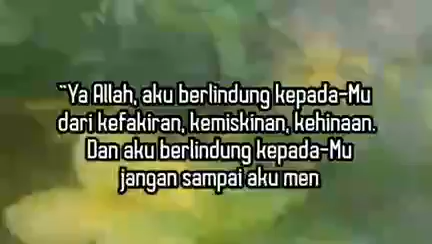 "Ya Allah, aku berlindung kepada-Mu
dari kefakiran, kemiskinan, kehinaan.
Dan aku berlindung kepada-Mu
jangan sampai aku men